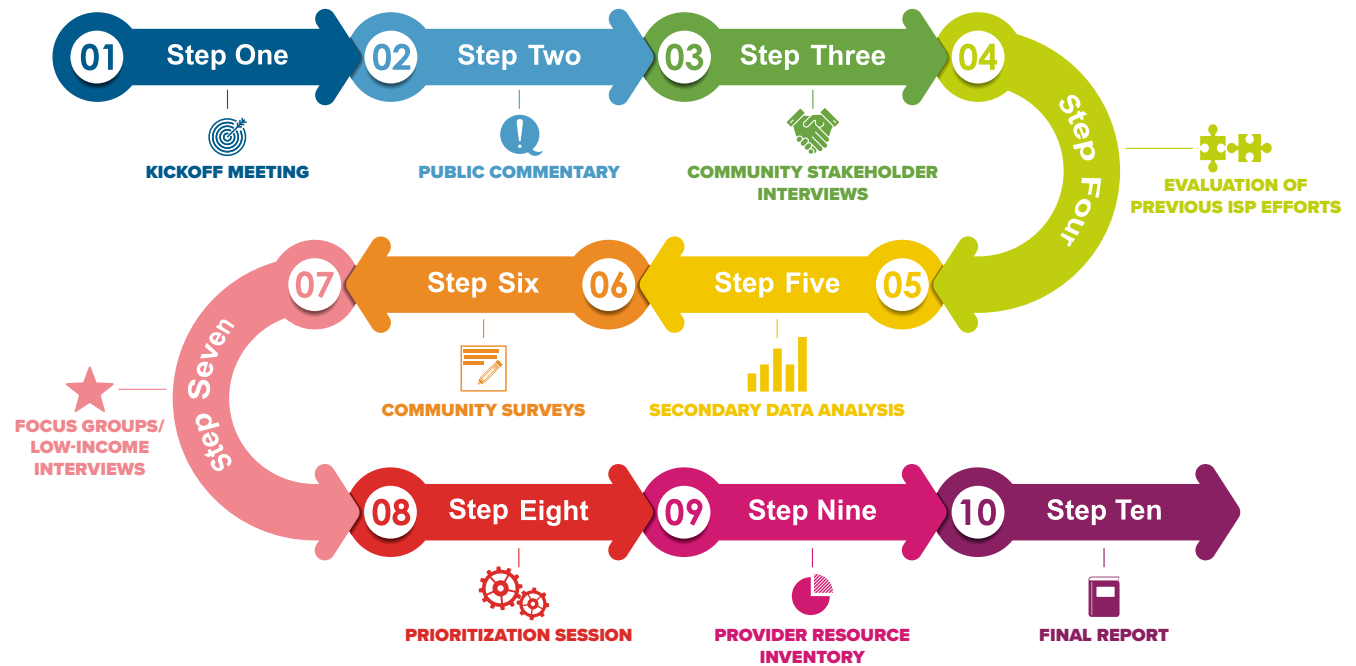 01 Step One
KICKOFF MEETING
02 Step Two
PUBLIC COMMENTARY
03 Step Three
COMMUNITY STAKEHOLDER
INTERVIEWS
04 Step Four
EVALUATION OF
PREVIOUS ISP EFFORTS
05 Step Five
SECONDARY DATA ANALYSIS
06 Step Six
COMMUNITY SURVEYS
07 Step Seven
FOCUS GROUPS/
LOW-INCOME
INTERVIEWS
08 Step Eight
PRIORITIZATION SESSION
09 Step Nine
PROVIDER RESOURCE
INVENTORY
10 Step Ten
FINAL REPORT